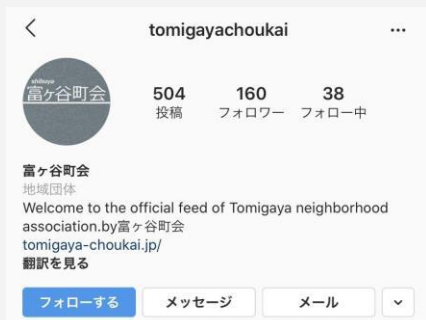 tomigayachoukai
shibuya
富ヶ谷町会
504 160 38
投稿 フォロワー フォロー中
富ヶ谷町会
地域団体
Welcome to the official feed of Tomigaya neighborhood
association.by富ヶ谷町会
tomigaya-choukai.jp/
翻訳を見る
フォローする メッセージ メール